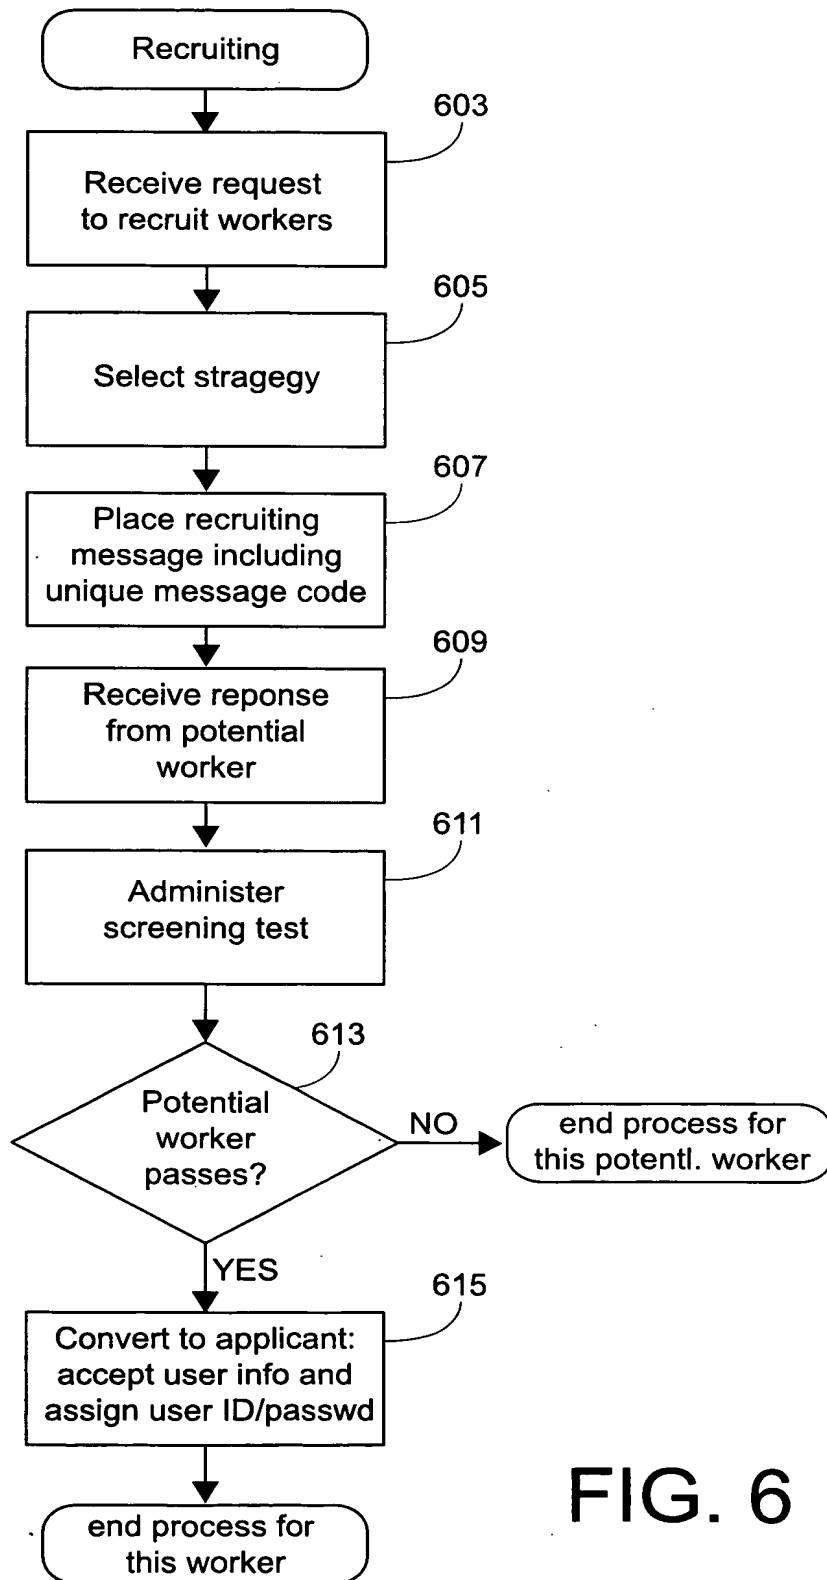 Recruiting
603
Receive request
to recruit workers
605
Select stragegy
607
Place recruiting
message including
unique message code
609
Receive reponse
from potential
worker
611
Administer
screening test
613
Potential
worker
passes?
NO
end process for
this potentl. worker
YES
615
Convert to applicant:
accept user info and
assign user ID/passwd
end process for
this worker
FIG. 6